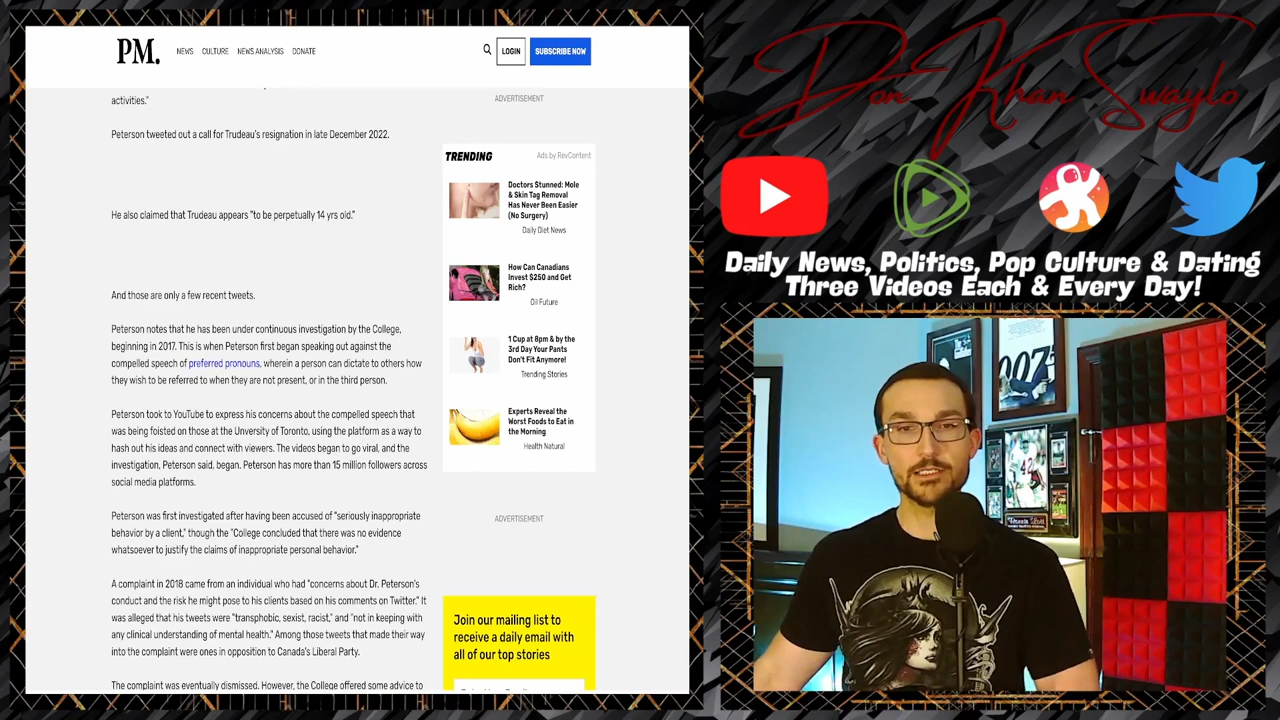 PM.
NEWS
CULTURE
NEWS ANALYSIS
DONATE
LOGIN
SUBSCRIBE NOW
activities."
Peterson tweeted out a call for Trudeau's resignation in late December 2022.
He also claimed that Trudeau appears "to be perpetually 14 yrs old."
And those are only a few recent tweets.
Peterson notes that he has been under continuous investigation by the College,
beginning in 2017. This is when Peterson first began speaking out against the
compelled speech of preferred pronouns, wherein a person can dictate to others how
they wish to be referred to when they are not present, or in the third person.
Peterson took to YouTube to express his concerns about the compelled speech that
was being foisted on those at the Unversity of Toronto, using the platform as a way to
hash out his ideas and connect with viewers. The videos began to go viral, and the
investigation, Peterson said, began. Peterson has more than 15 million followers across
social media platforms.
Peterson was first investigated after having been accused of "seriously inappropriate
behavior by a client," though the "College concluded that there was no evidence
whatsoever to justify the claims of inappropriate personal behavior."
A complaint in 2018 came from an individual who had "concerns about Dr. Peterson's
conduct and the risk he might pose to his clients based on his comments on Twitter." It
was alleged that his tweets were "transphobic, sexist, racist," and "not in keeping with
any clinical understanding of mental health." Among those tweets that made their way
into the complaint were ones in opposition to Canada's Liberal Party.
The complaint was eventually dismissed. However, the College offered some advice to
ADVERTISEMENT
TRENDING
Ads by RevContent
Doctors Stunned: Mole
& Skin Tag Removal
Has Never Been Easier
(No Surgery)
Daily Diet News
How Can Canadians
Invest $250 and Get
Rich?
Oil Future
1 Cup at 8pm & by the
3rd Day Your Pants
Don't Fit Anymore!
Trending Stories
Experts Reveal the
Worst Foods to Eat in
the Morning
Health Natural
ADVERTISEMENT
Join our mailing list to
receive a daily email with
all of our top stories
Don Khan Swayle
Daily News, Politics, Pop Culture & Dating
Three Videos Each & Every Day!
007